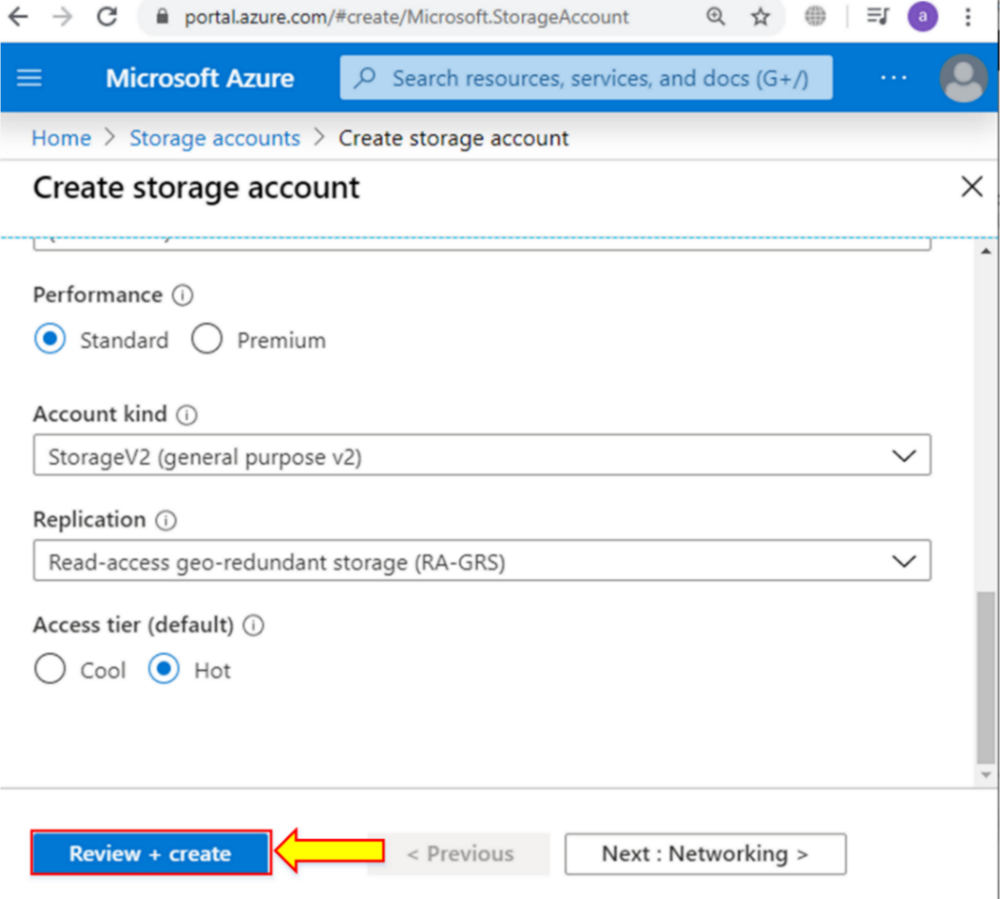 portal.azure.com/#create/Microsoft.StorageAccount
a
Microsoft Azure
Search resources, services, and docs (G+/)
Home > Storage accounts > Create storage account
Create storage account
Performance
Standard Premium
Account kind
StorageV2 (general purpose v2)
Replication
Read-access geo-redundant storage (RA-GRS)
Access tier (default)
Cool Hot
Review + create
< Previous
Next : Networking >